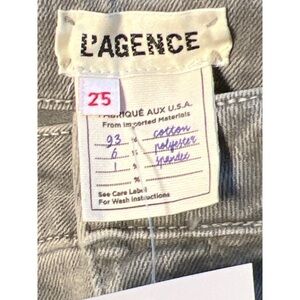 L'AGENCE
25
FABRIQUÉ AUX U.S.A.
From Imported Materials
93 % cotton
6 % polyester
1 % spandex
%
See Care Label
For Wash Instructions